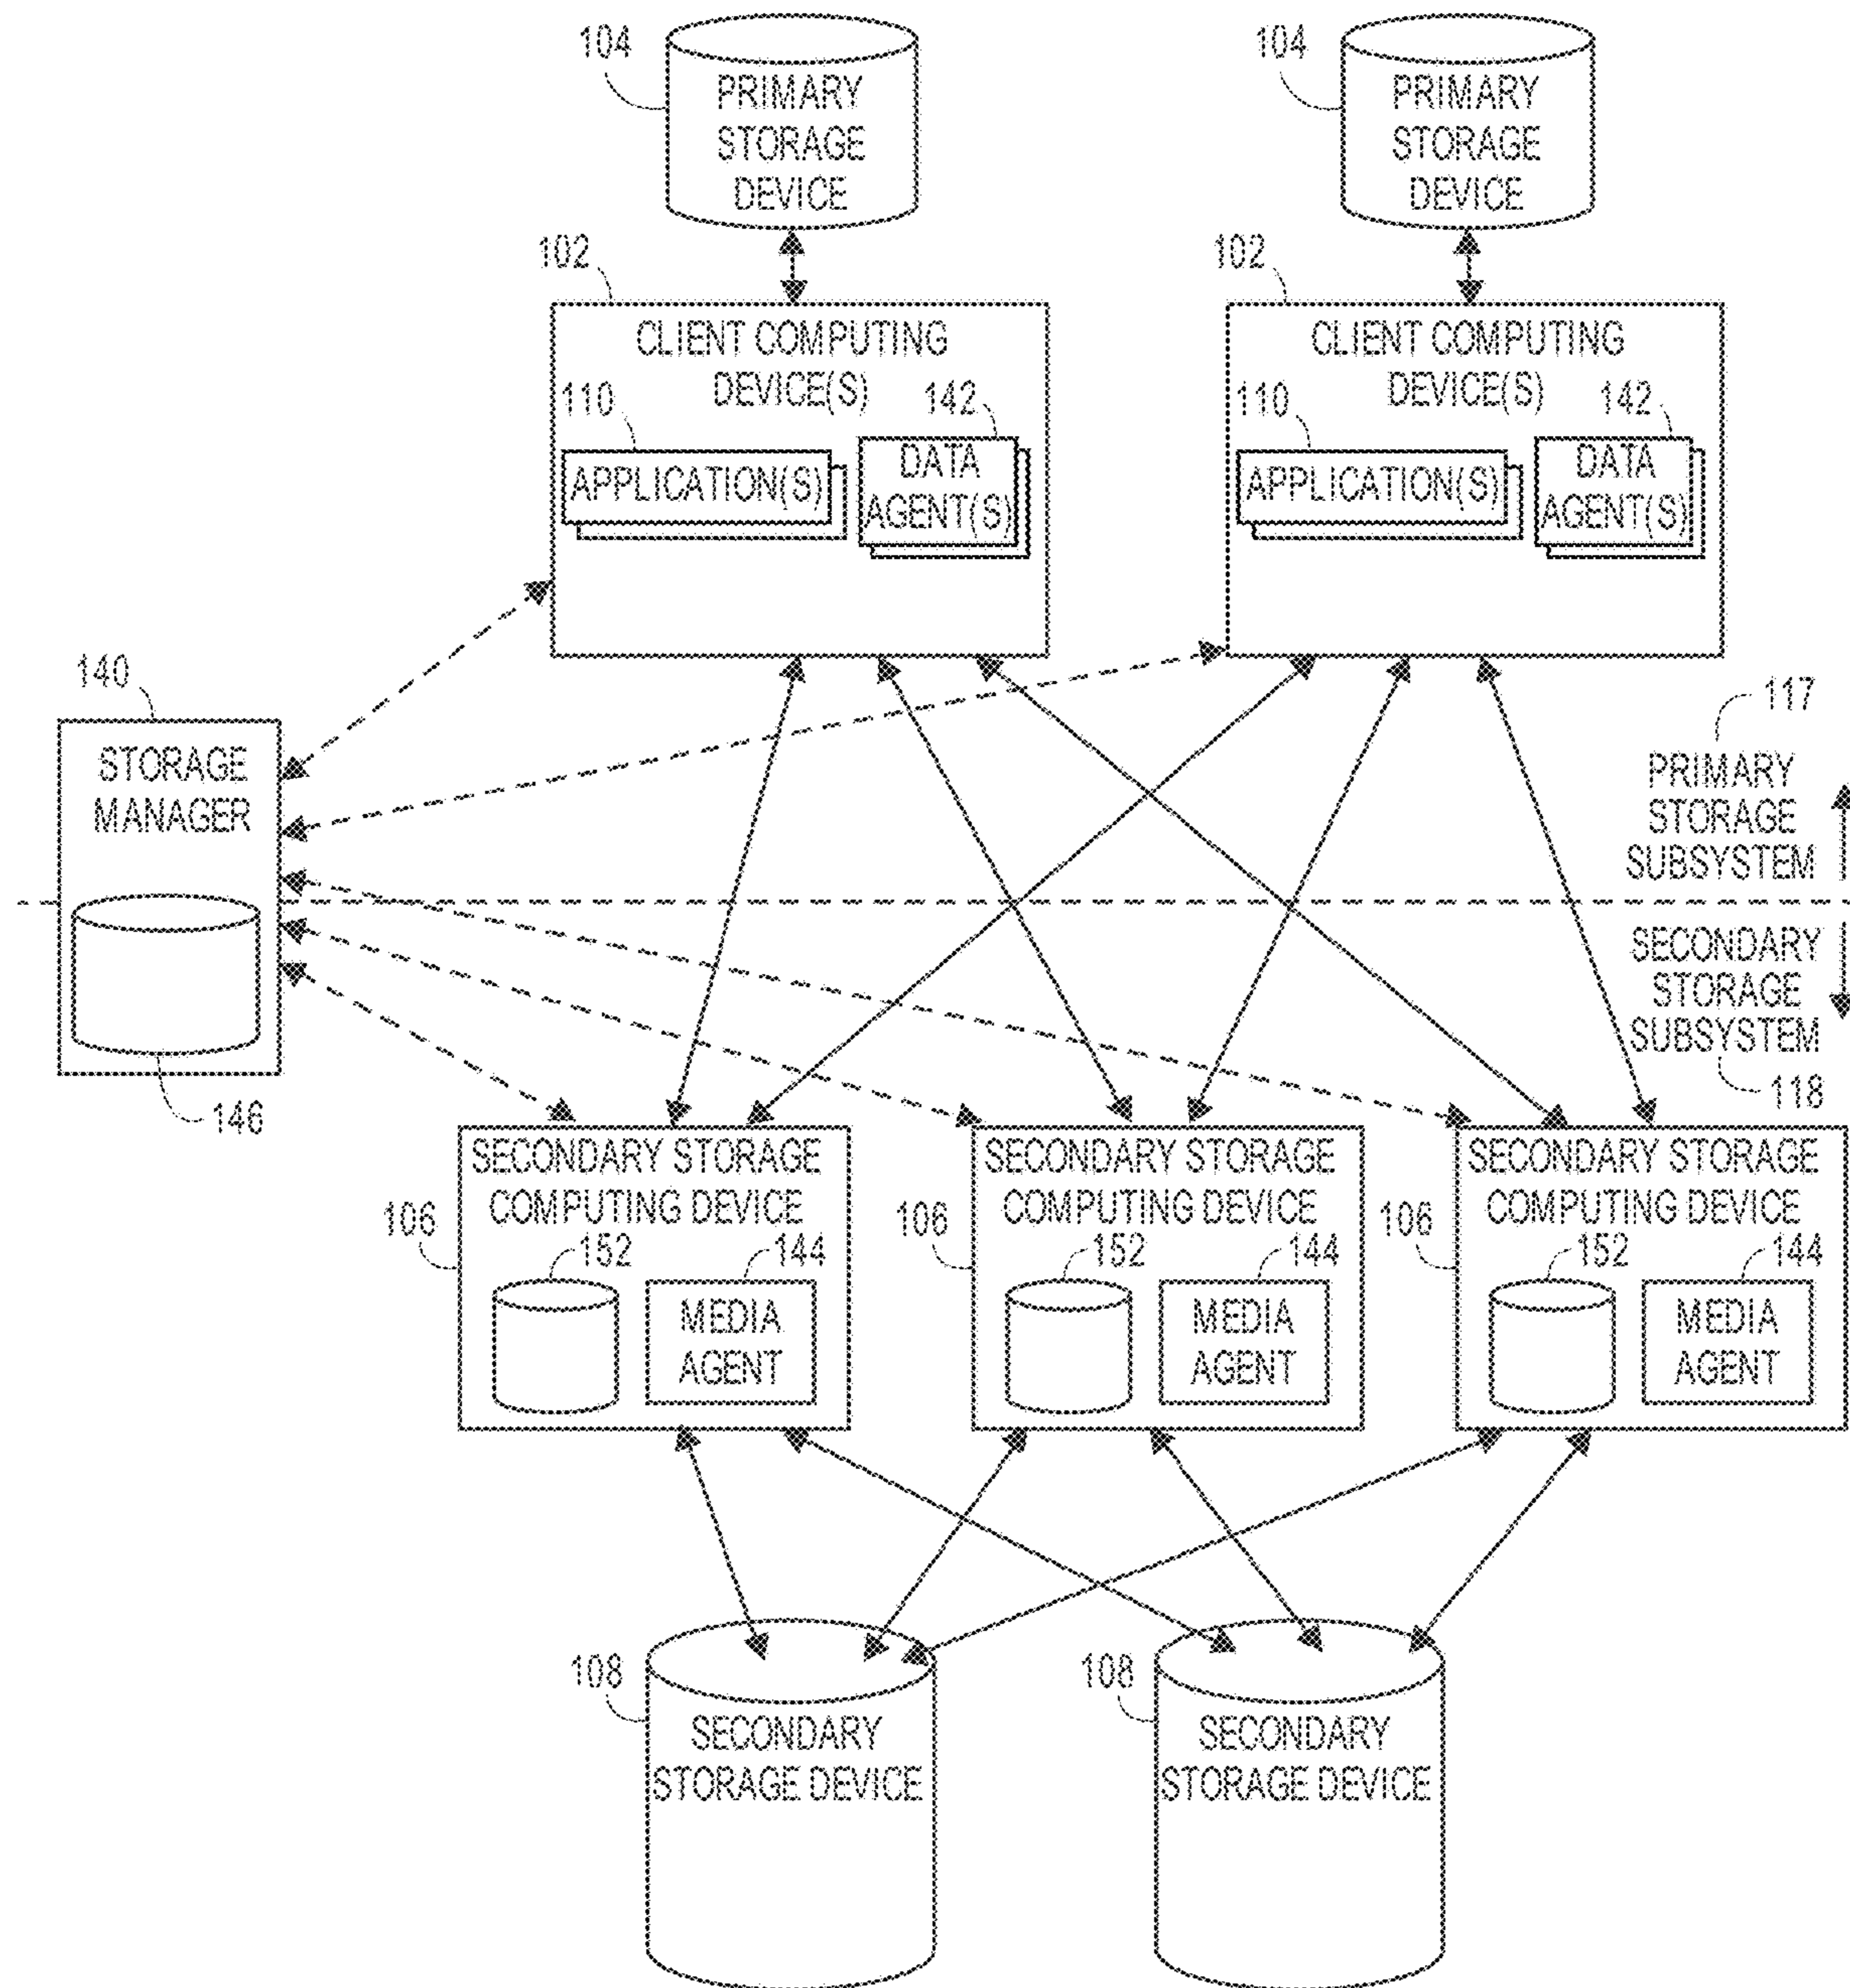 104
PRIMARY
STORAGE
DEVICE
104
PRIMARY
STORAGE
DEVICE
102
CLIENT COMPUTING
DEVICE(S)
110
APPLICATION(S)
142
DATA
AGENT(S)
102
CLIENT COMPUTING
DEVICE(S)
110
APPLICATION(S)
142
DATA
AGENT(S)
140
STORAGE
MANAGER
146
117
PRIMARY
STORAGE
SUBSYSTEM
SECONDARY
STORAGE
SUBSYSTEM
118
106
SECONDARY STORAGE
COMPUTING DEVICE
152
144
MEDIA
AGENT
106
SECONDARY STORAGE
COMPUTING DEVICE
152
144
MEDIA
AGENT
106
SECONDARY STORAGE
COMPUTING DEVICE
152
144
MEDIA
AGENT
108
SECONDARY
STORAGE DEVICE
108
SECONDARY
STORAGE DEVICE